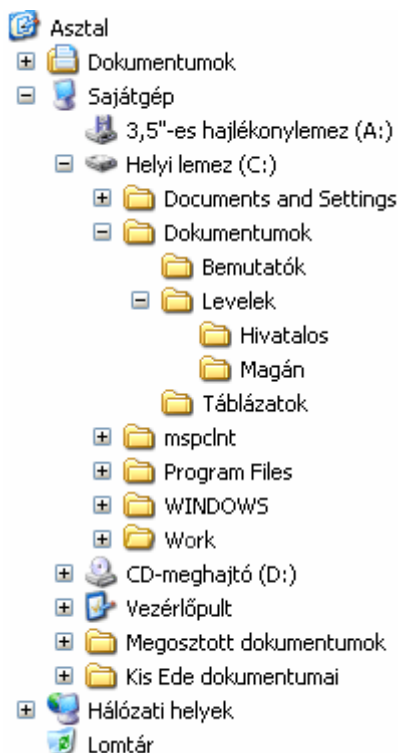 Asztal
Dokumentumok
Sajátgép
3,5"-es hajlékonylemez (A:)
Helyi lemez (C:)
Documents and Settings
Dokumentumok
Bemutatók
Levelek
Hivatalos
Magán
Táblázatok
mspclnt
Program Files
WINDOWS
Work
CD-meghajtó (D:)
Vezérlőpult
Megosztott dokumentumok
Kis Ede dokumentumai
Hálózati helyek
Lomtár